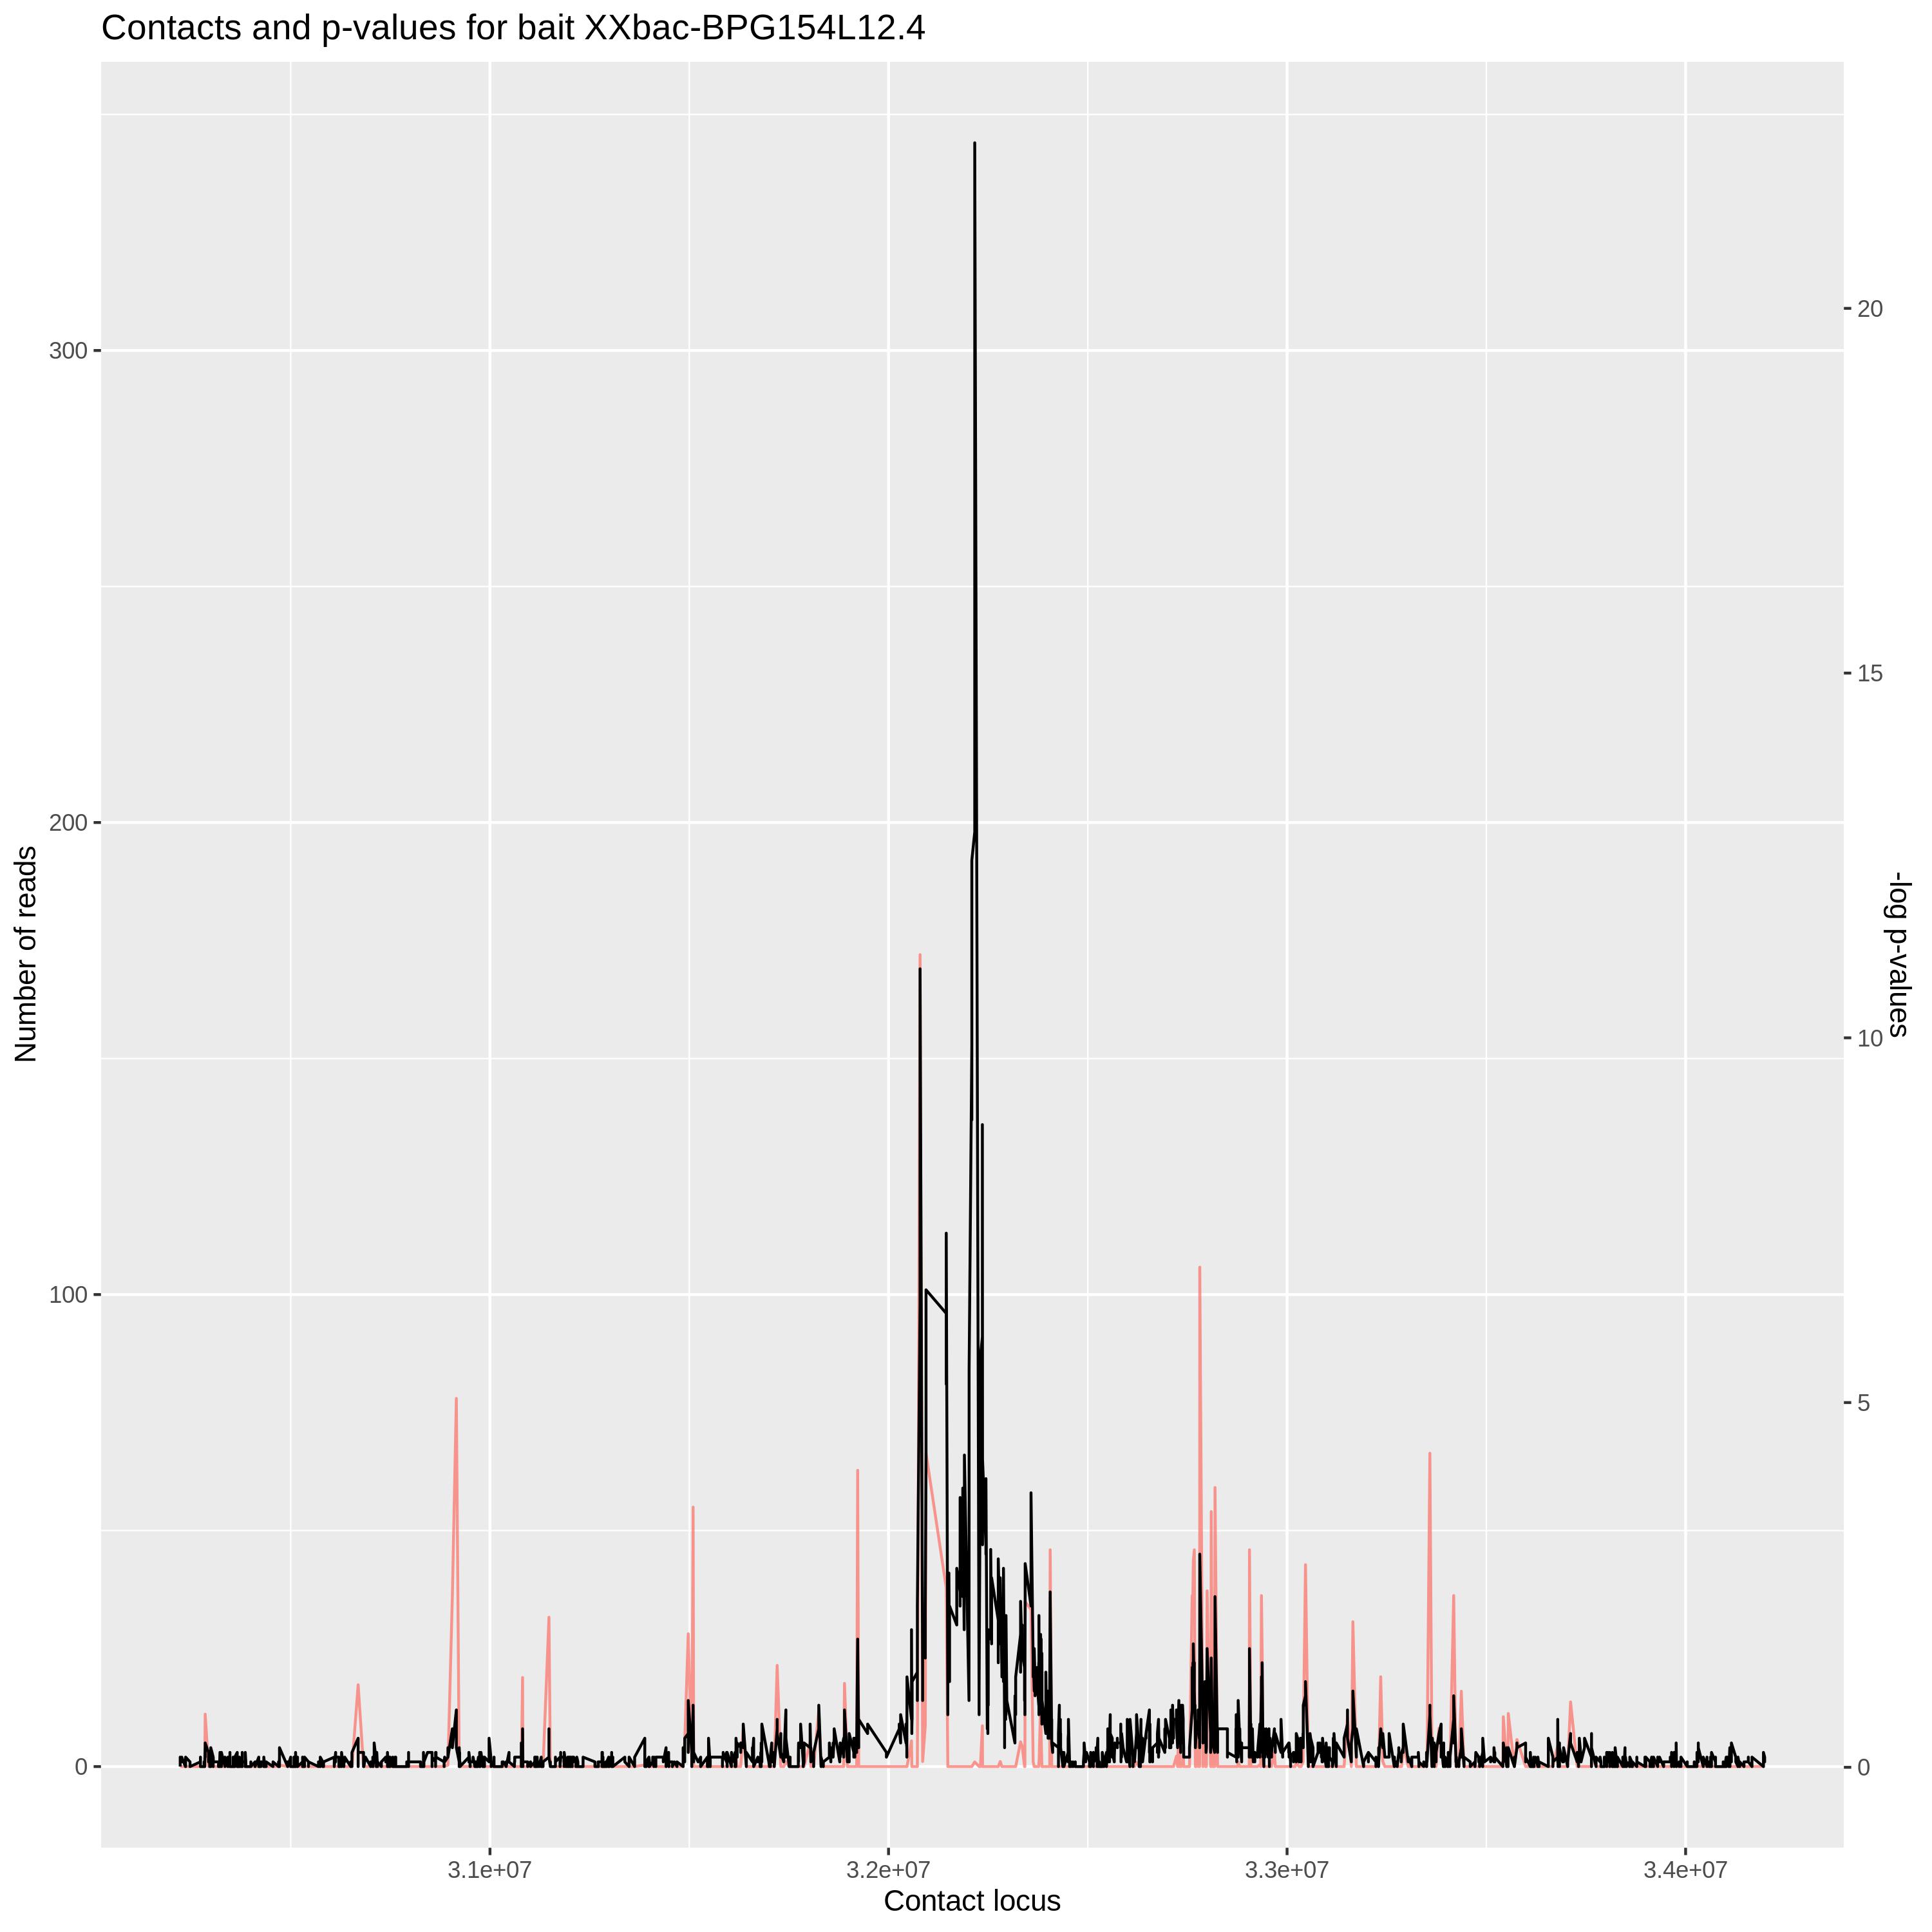 Contacts and p-values for bait XXbac-BPG154L12.4
300
200
100
0
Number of reads
20
15
10
5
0
-log p-values
3.1e+07 3.2e+07 3.3e+07 3.4e+07
Contact locus